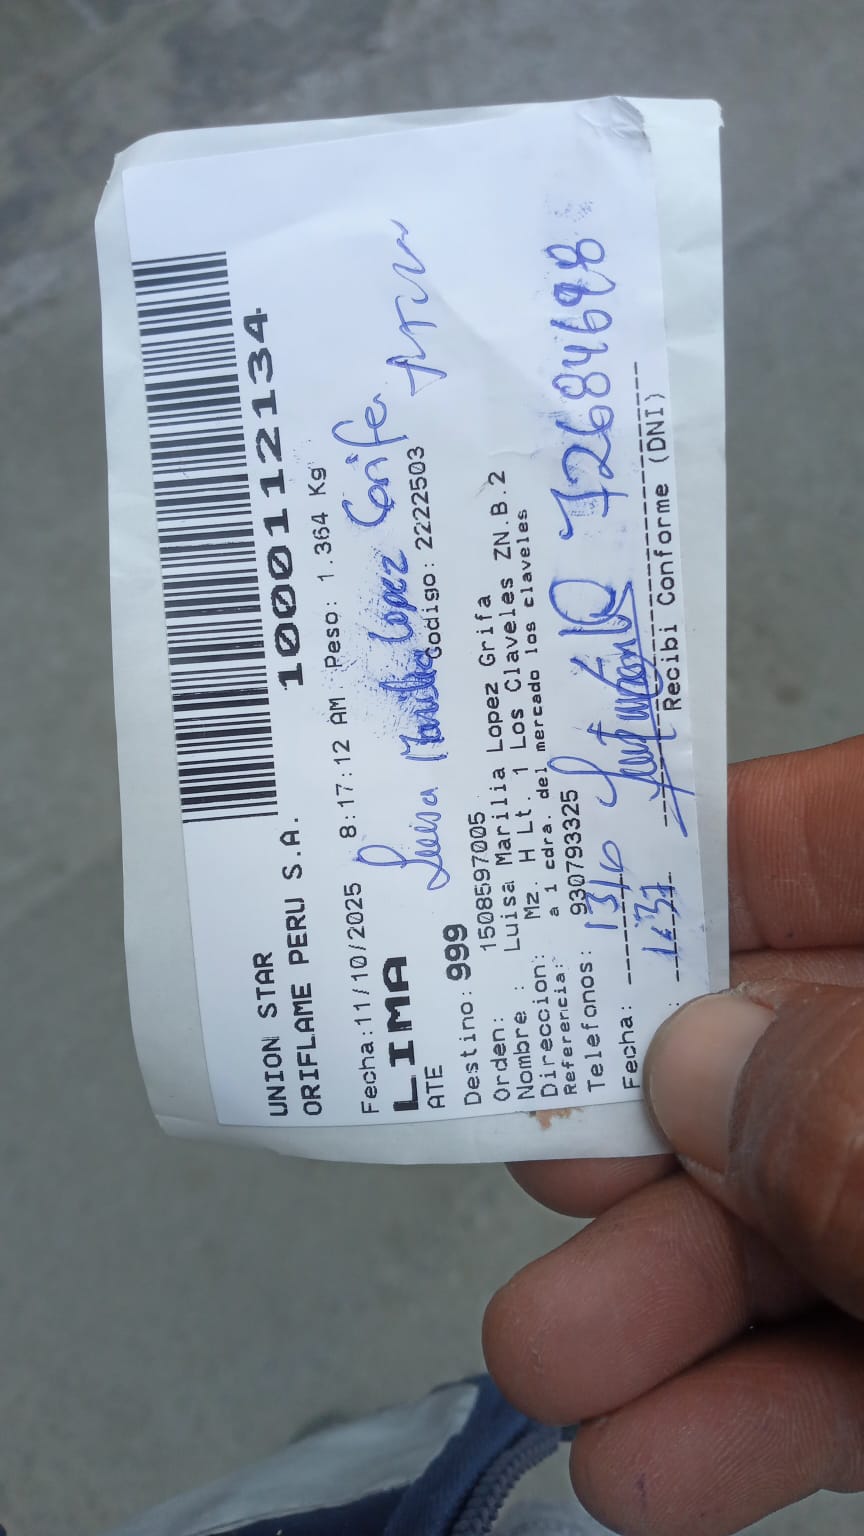 UNION STAR
ORIFLAME PERU S.A.
1000112134
Fecha:11/10/2025 8:17:12 AM Peso: 1.364 Kg
LIMA
ATE
Luisa Marilia Lopez Grifa
Destino: 999 Codigo: 2222503
Orden: 1508597005
Nombre : Luisa Marilia Lopez Grifa
Direccion: Mz. H Lt. 1 Los Claveles ZN.B.2
Referencia: a 1 cdra. del mercado los claveles
Telefonos: 930793325
Fecha: 13/10 72684698
: 1:31
Recibi Conforme (DNI)